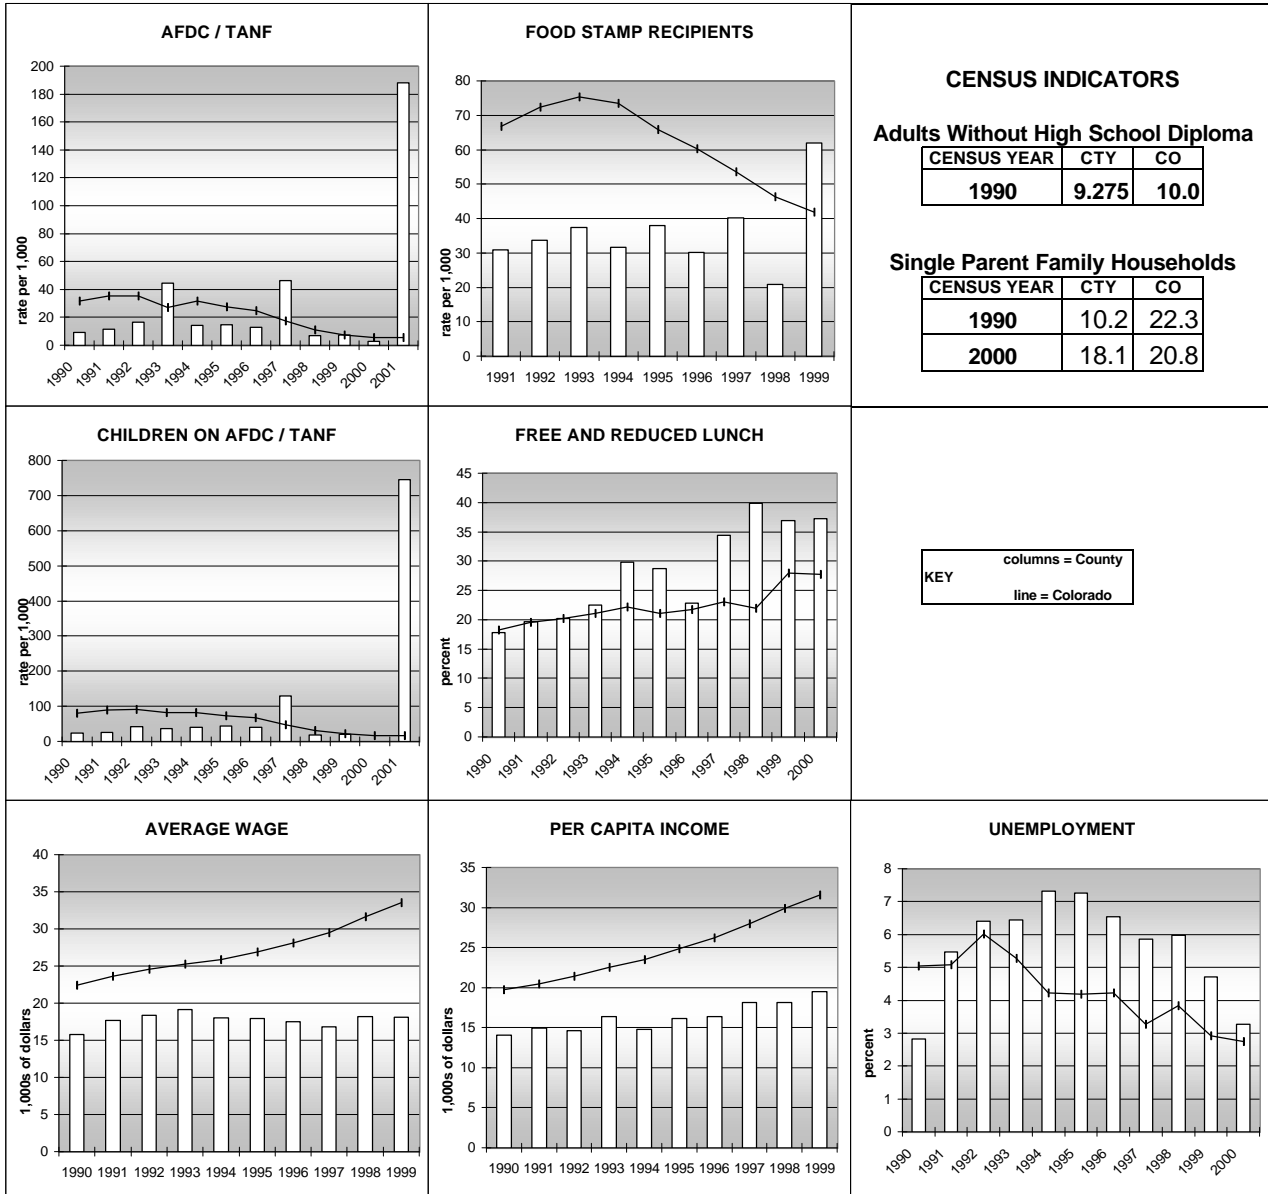 AFDC / TANF
200
180
160
140
120
100
80
60
40
20
0
rate per 1,000
1990 1991 1992 1993 1994 1995 1996 1997 1998 1999 2000 2001
FOOD STAMP RECIPIENTS
80
70
60
50
40
30
20
10
0
rate per 1,000
1991 1992 1993 1994 1995 1996 1997 1998 1999
CENSUS INDICATORS
Adults Without High School Diploma
CENSUS YEAR CTY CO
1990 9.275 10.0
Single Parent Family Households
CENSUS YEAR CTY CO
1990 10.2 22.3
2000 18.1 20.8
CHILDREN ON AFDC / TANF
800
700
600
500
400
300
200
100
0
rate per 1,000
1990 1991 1992 1993 1994 1995 1996 1997 1998 1999 2000 2001
FREE AND REDUCED LUNCH
45
40
35
30
25
20
15
10
5
0
percent
1990 1991 1992 1993 1994 1995 1996 1997 1998 1999 2000
columns = County
KEY
line = Colorado
AVERAGE WAGE
40
35
30
25
20
15
10
5
0
1,000s of dollars
1990 1991 1992 1993 1994 1995 1996 1997 1998 1999
PER CAPITA INCOME
35
30
25
20
15
10
5
0
1,000s of dollars
1990 1991 1992 1993 1994 1995 1996 1997 1998 1999
UNEMPLOYMENT
8
7
6
5
4
3
2
1
0
percent
1990 1991 1992 1993 1994 1995 1996 1997 1998 1999 2000